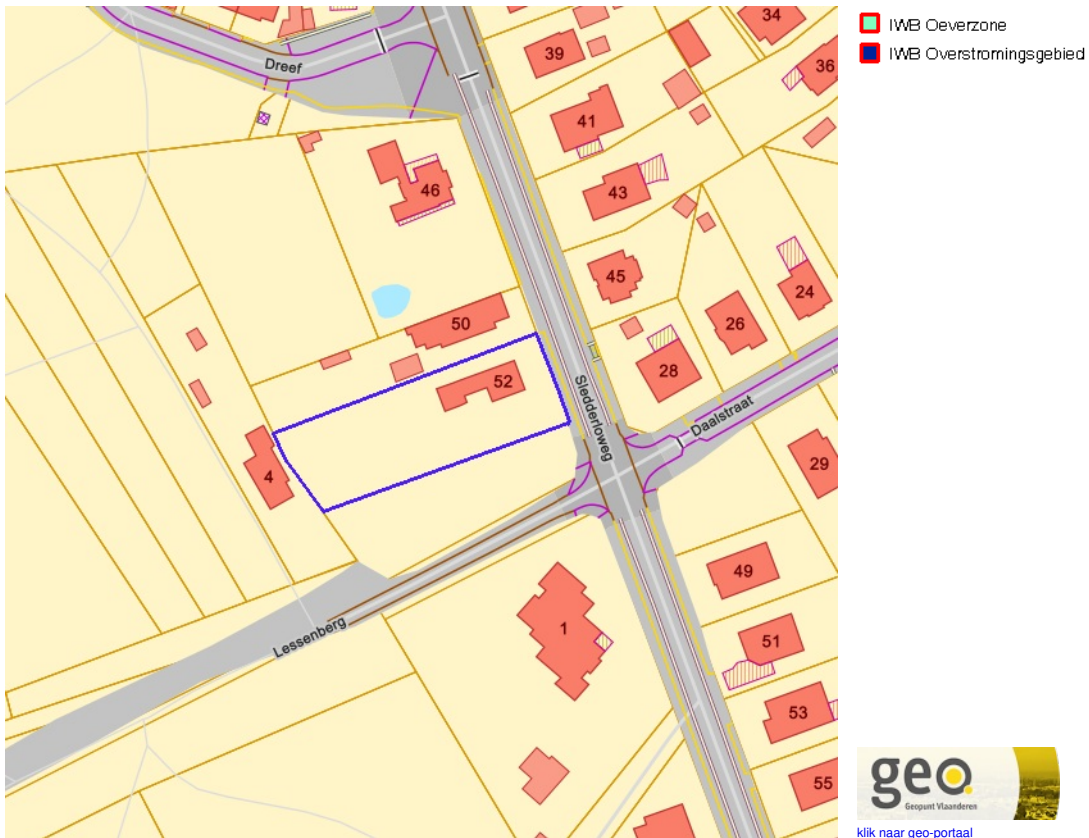 IWB Oeverzone
IWB Overstromingsgebied
Dreef
34
39
36
41
46
43
45
24
50
26
52
28
Sledderloweg
Daalstraat
4
29
49
1
Lessenberg
51
53
55
geo.
Geopunt Vlaanderen
klik naar geo-portaal